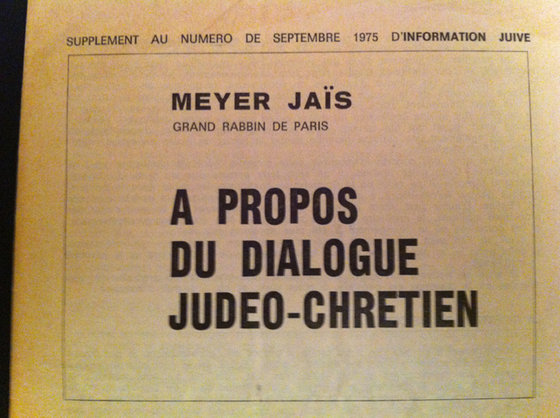 SUPPLEMENT AU NUMERO DE SEPTEMBRE 1975 D'INFORMATION JUIVE
MEYER JAÏS
GRAND RABBIN DE PARIS
A PROPOS
DU DIALOGUE
JUDEO-CHRETIEN